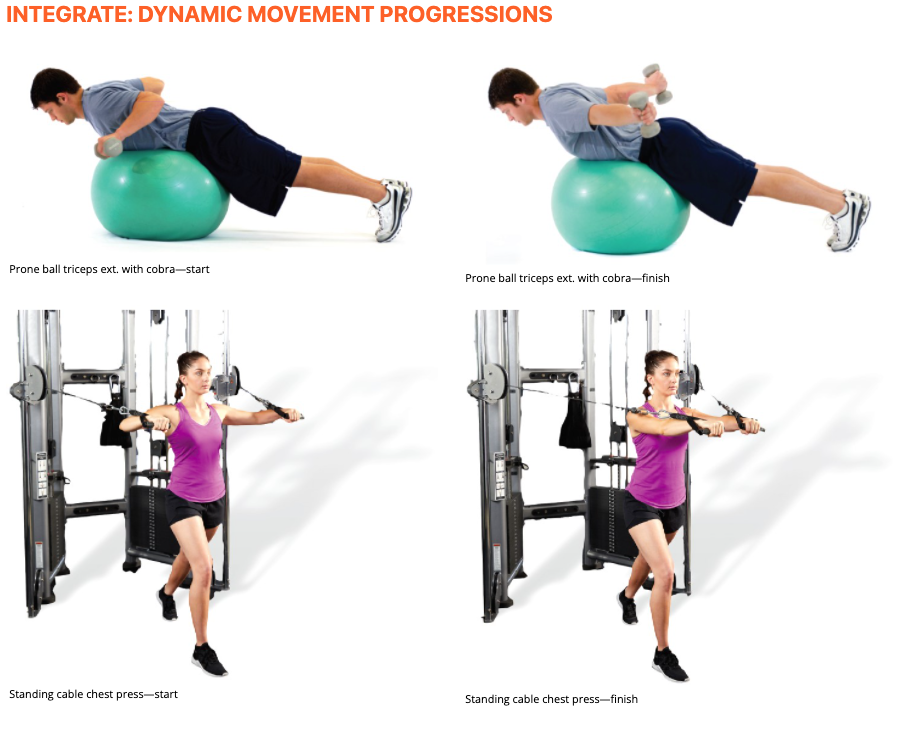 INTEGRATE: DYNAMIC MOVEMENT PROGRESSIONS
Prone ball triceps ext. with cobra—start
Prone ball triceps ext. with cobra—finish
Standing cable chest press—start
Standing cable chest press—finish